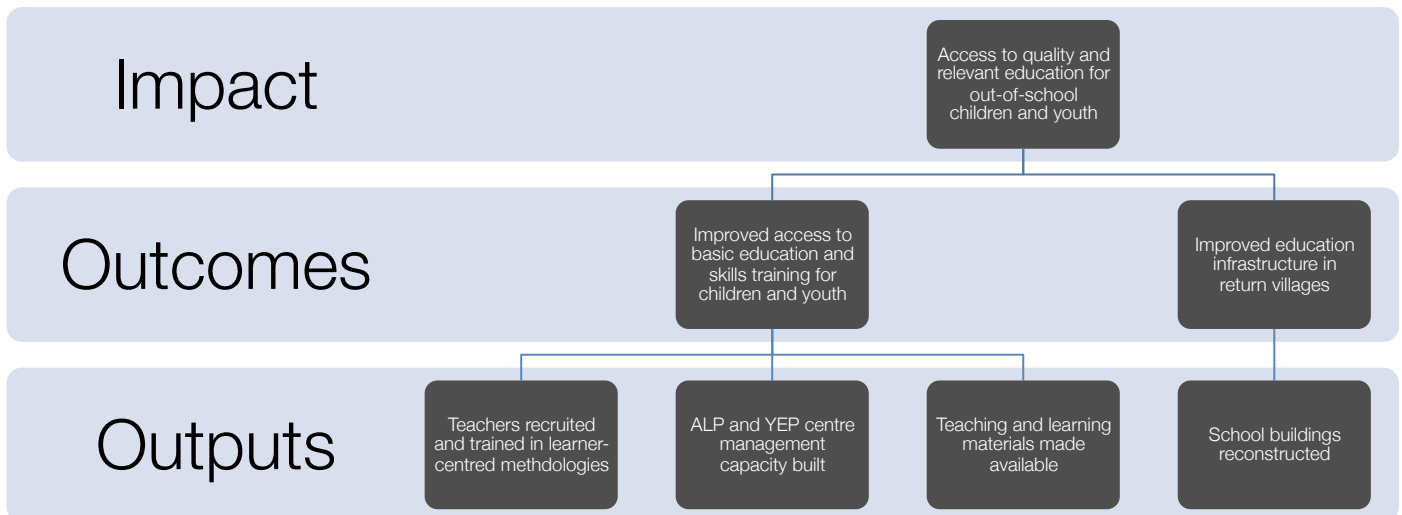 Impact
Access to quality and
relevant education for
out-of-school
children and youth
Outcomes
Improved access to
basic education and
skills training for
children and youth
Improved education
infrastructure in
return villages
Outputs
Teachers recruited
and trained in learner-
centred methdologies
ALP and YEP centre
management
capacity built
Teaching and learning
materials made
available
School buildings
reconstructed